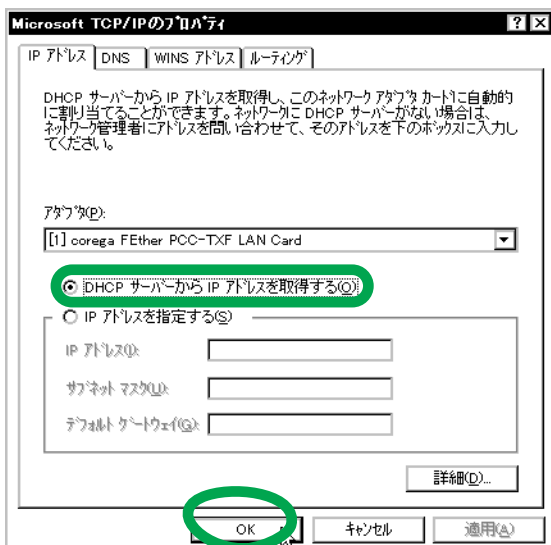 Microsoft TCP/IPのﾌﾟﾛﾊﾟﾃｨ
IP ｱﾄﾞﾚｽ DNS WINS ｱﾄﾞﾚｽ ﾙｰﾃｨﾝｸﾞ
DHCP ｻｰﾊﾞｰから IP ｱﾄﾞﾚｽを取得し、このﾈｯﾄﾜｰｸ ｱﾀﾞﾌﾟﾀ ｶｰﾄﾞに自動的
に割り当てることができます。ﾈｯﾄﾜｰｸに DHCP ｻｰﾊﾞｰがない場合は、
ﾈｯﾄﾜｰｸ管理者にｱﾄﾞﾚｽを問い合わせて、そのｱﾄﾞﾚｽを下のﾎﾞｯｸｽに入力し
てください。
ｱﾀﾞﾌﾟﾀ(P):
[1] corega FEther PCC-TXF LAN Card
DHCP ｻｰﾊﾞｰから IP ｱﾄﾞﾚｽを取得する(O)
IP ｱﾄﾞﾚｽを指定する(S)
IP ｱﾄﾞﾚｽ(I):
ｻﾌﾞﾈｯﾄ ﾏｽｸ(U):
ﾃﾞﾌｫﾙﾄ ｹﾞｰﾄｳｪｲ(G):
詳細(D)...
OK ｷｬﾝｾﾙ 適用(A)